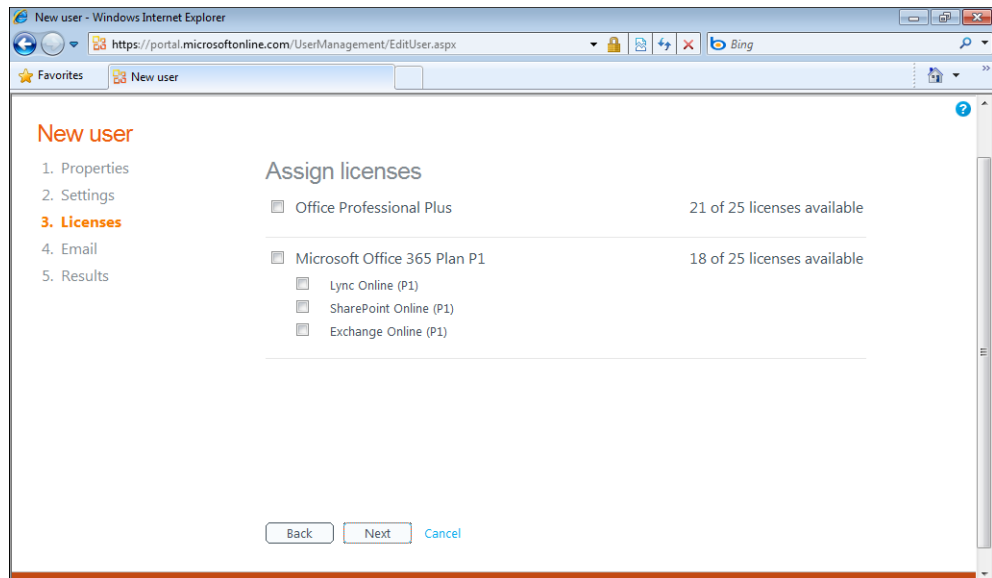 New user - Windows Internet Explorer
https://portal.microsoftonline.com/UserManagement/EditUser.aspx
Bing
Favorites
New user
New user
1. Properties
2. Settings
3. Licenses
4. Email
5. Results
Assign licenses
Office Professional Plus 21 of 25 licenses available
Microsoft Office 365 Plan P1 18 of 25 licenses available
Lync Online (P1)
SharePoint Online (P1)
Exchange Online (P1)
Back Next Cancel